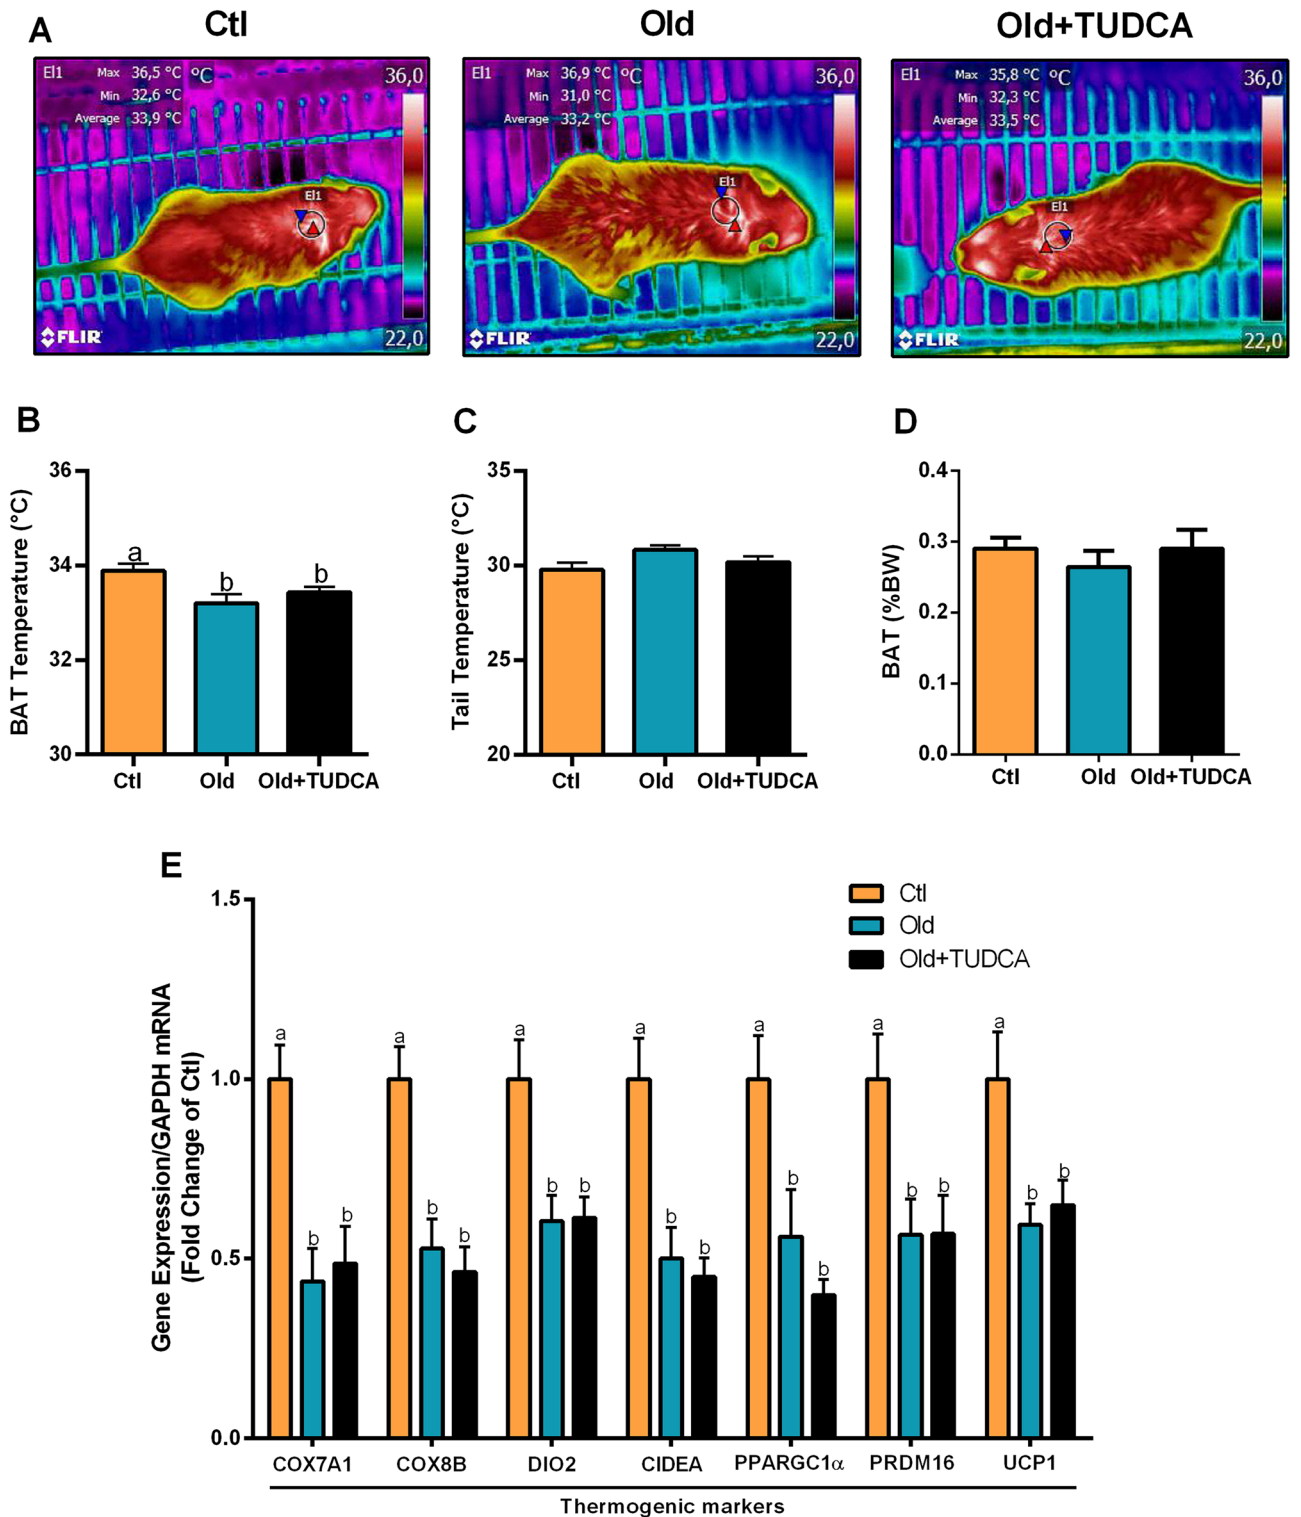 A
Ctl
Old
Old+TUDCA
El1 Max 36,5 °C °C 36,0
Min 32,6 °C
Average 33,9 °C
El1
FLIR 22,0
El1 Max 36,9 °C °C 36,0
Min 31,0 °C
Average 33,2 °C
El1
FLIR 22,0
El1 Max 35,8 °C °C 36,0
Min 32,3 °C
Average 33,5 °C
El1
FLIR 22,0
B
BAT Temperature (°C)
36
34
32
30
a
b
b
Ctl Old Old+TUDCA
C
Tail Temperature (°C)
35
30
25
20
Ctl Old Old+TUDCA
D
BAT (%BW)
0.4
0.3
0.2
0.1
0.0
Ctl Old Old+TUDCA
E
Gene Expression/GAPDH mRNA
(Fold Change of Ctl)
1.5
1.0
0.5
0.0
Ctl
Old
Old+TUDCA
a b b
a b b
a b b
a b b
a b b
a b b
a b b
COX7A1 COX8B DIO2 CIDEA PPARGC1α PRDM16 UCP1
Thermogenic markers